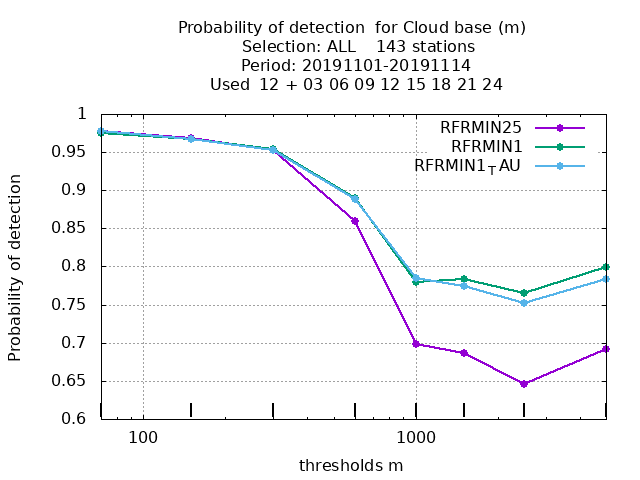 Probability of detection  for Cloud base (m)
Selection: ALL    143 stations
Period: 20191101-20191114
Used  12 + 03 06 09 12 15 18 21 24
RFRMIN25
RFRMIN1
RFRMIN1_TAU
1
0.95
0.9
0.85
0.8
0.75
0.7
0.65
0.6
Probability of detection
100
1000
thresholds m